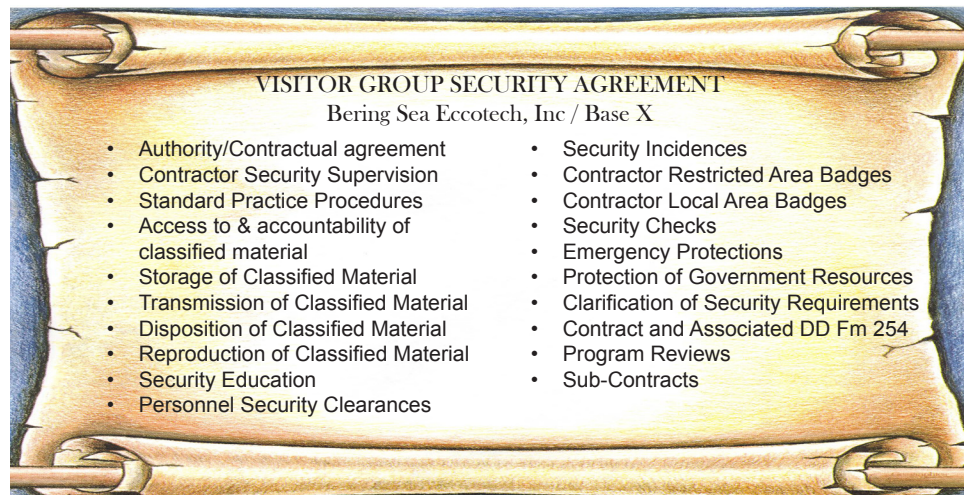 VISITOR GROUP SECURITY AGREEMENT
Bering Sea Eccotech, Inc / Base X
• Authority/Contractual agreement
• Contractor Security Supervision
• Standard Practice Procedures
• Access to & accountability of
classified material
• Storage of Classified Material
• Transmission of Classified Material
• Disposition of Classified Material
• Reproduction of Classified Material
• Security Education
• Personnel Security Clearances
• Security Incidences
• Contractor Restricted Area Badges
• Contractor Local Area Badges
• Security Checks
• Emergency Protections
• Protection of Government Resources
• Clarification of Security Requirements
• Contract and Associated DD Fm 254
• Program Reviews
• Sub-Contracts